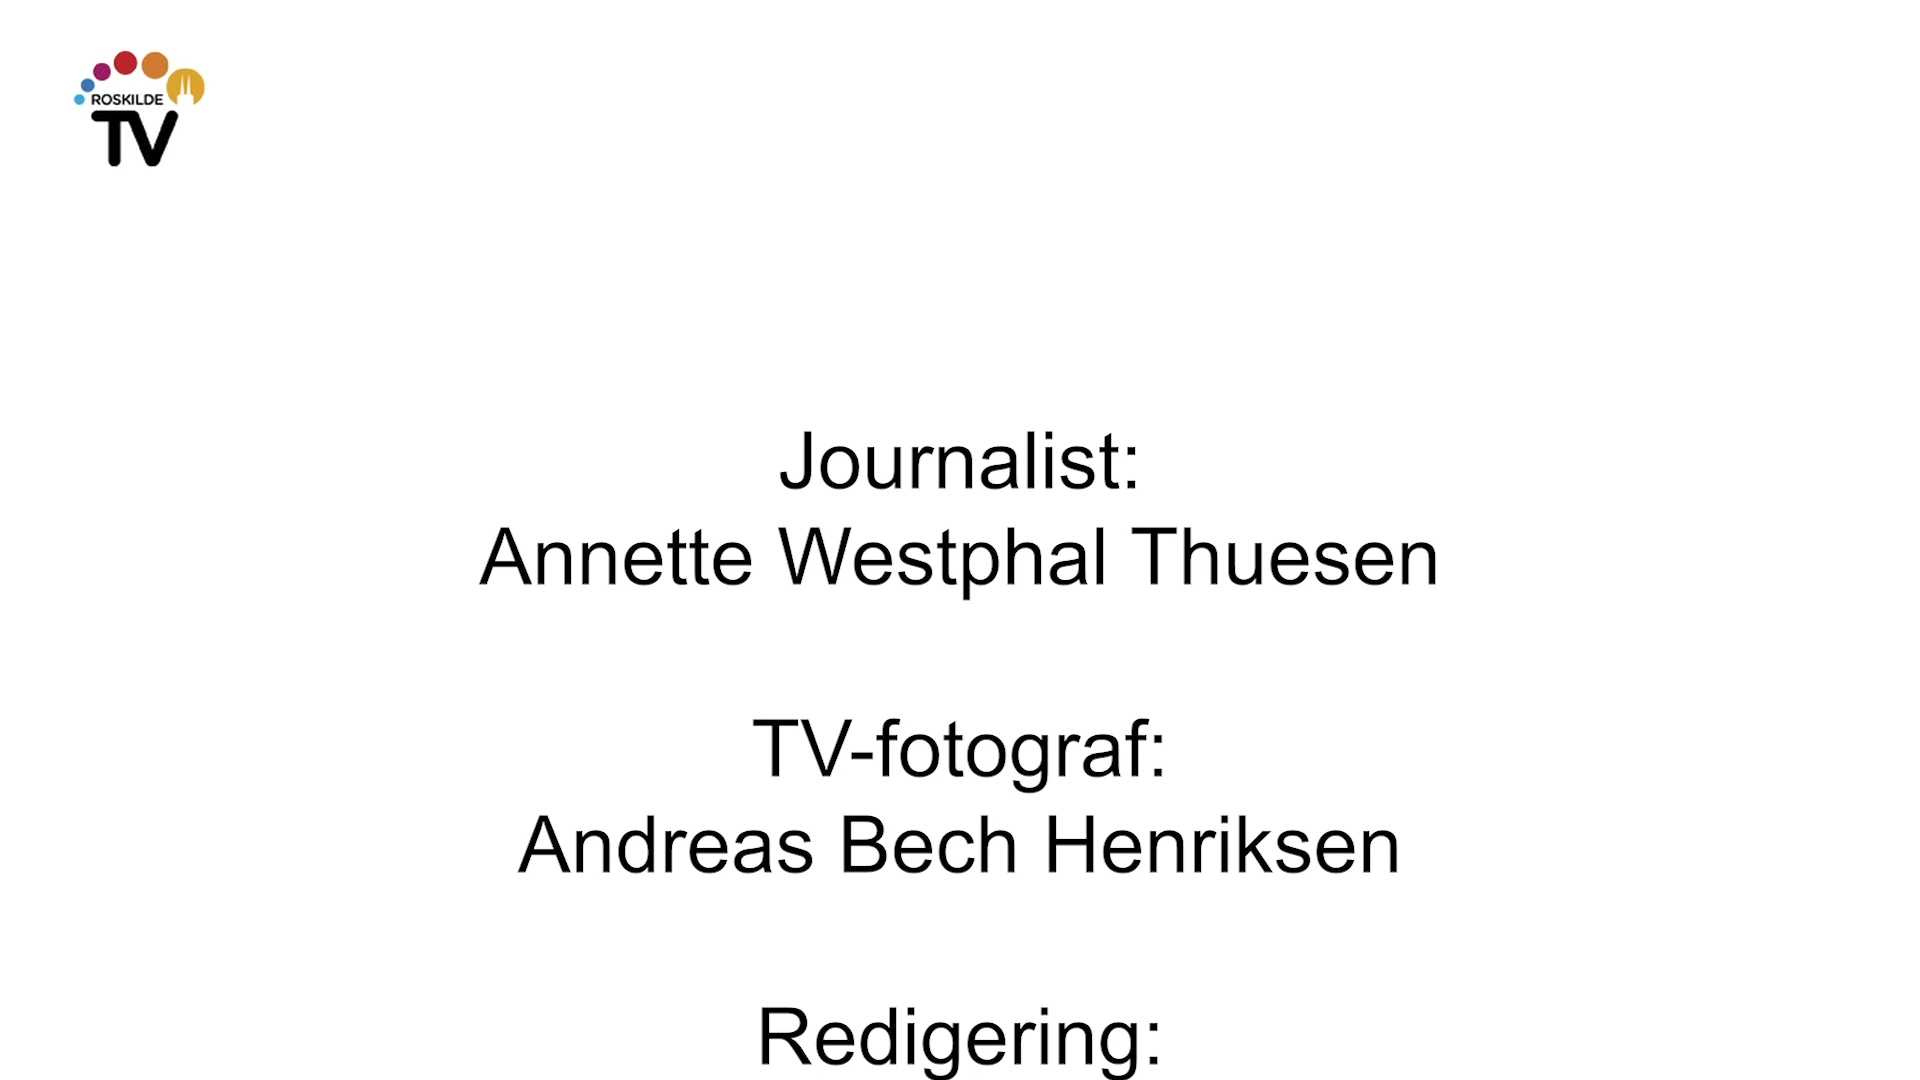 ROSKILDE
TV
Journalist:
Annette Westphal Thuesen
TV-fotograf:
Andreas Bech Henriksen
Redigering: